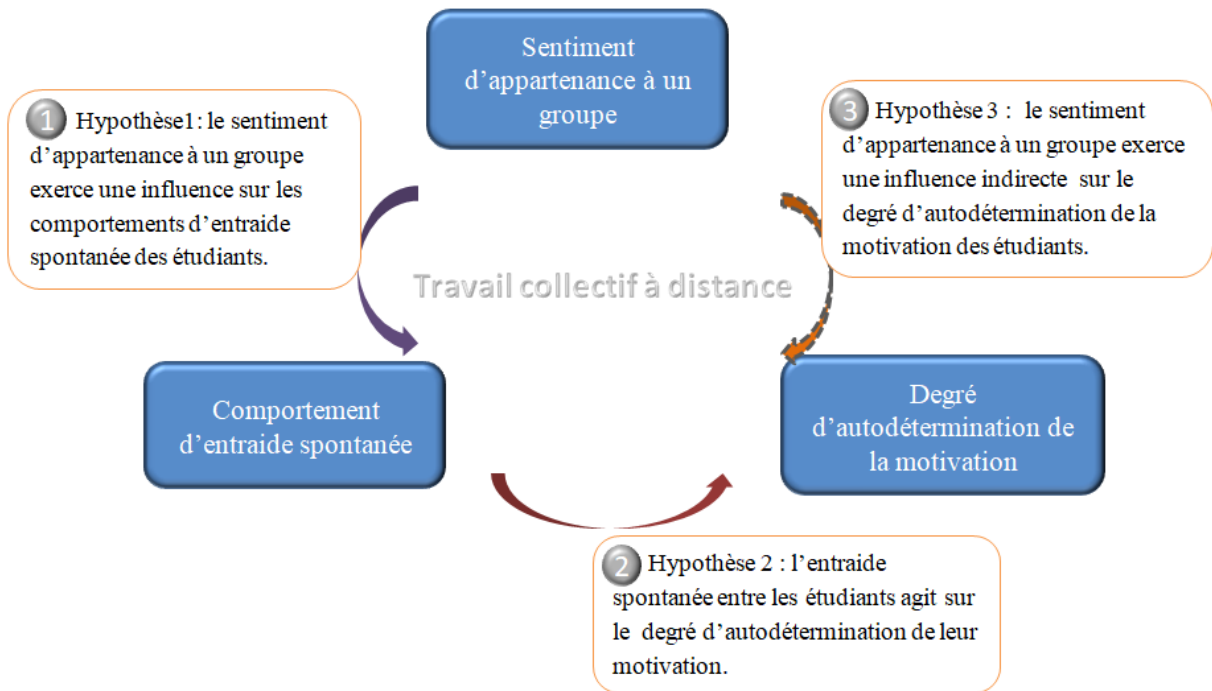 Sentiment
d’appartenance à un
groupe
1 Hypothèse1: le sentiment
d’appartenance à un groupe
exerce une influence sur les
comportements d’entraide
spontanée des étudiants.
3 Hypothèse 3 : le sentiment
d’appartenance à un groupe exerce
une influence indirecte sur le
degré d’autodétermination de la
motivation des étudiants.
Travail collectif à distance
Comportement
d’entraide spontanée
Degré
d’autodétermination de
la motivation
2 Hypothèse 2 : l’entraide
spontanée entre les étudiants agit sur
le degré d’autodétermination de leur
motivation.